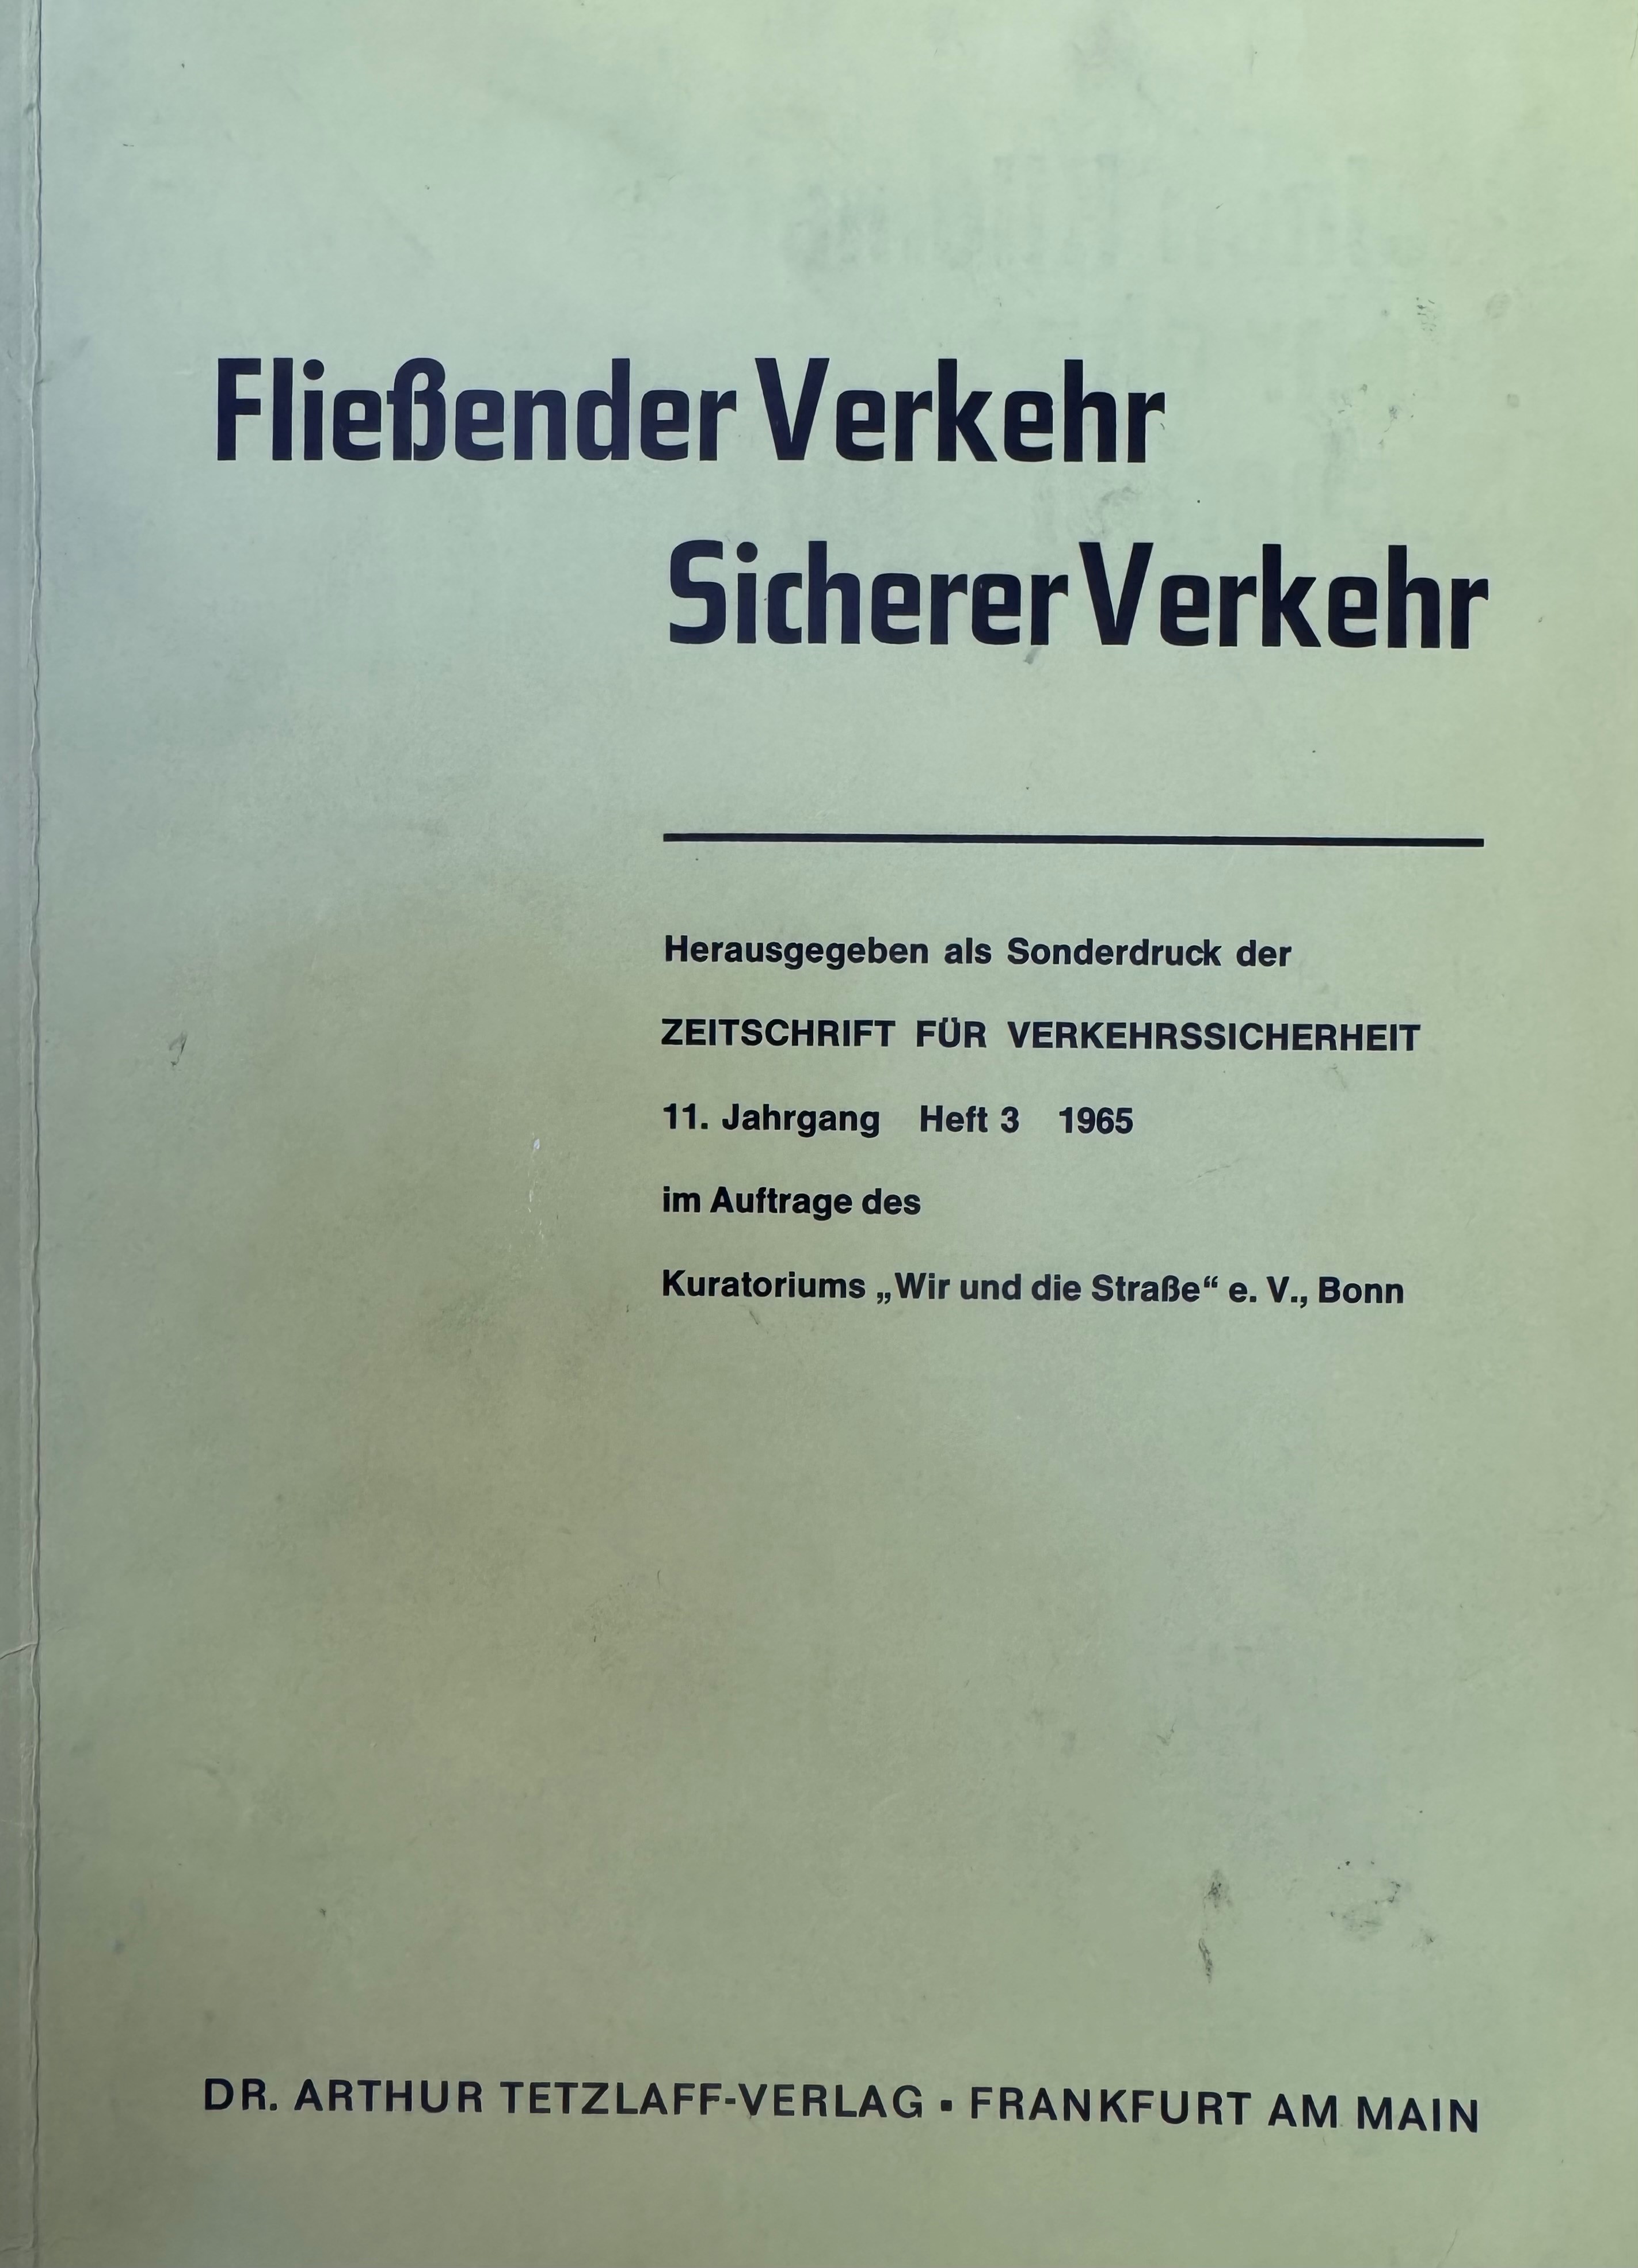 Fließender Verkehr
Sicherer Verkehr
Herausgegeben als Sonderdruck der
ZEITSCHRIFT FÜR VERKEHRSSICHERHEIT
11. Jahrgang Heft 3 1965
im Auftrage des
Kuratoriums „Wir und die Straße“ e. V., Bonn
DR. ARTHUR TETZLAFF-VERLAG ▪ FRANKFURT AM MAIN